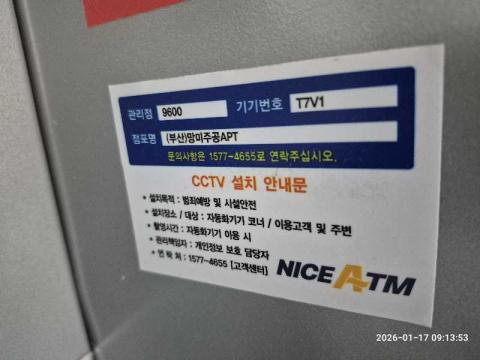 관리점 9600 기기번호 T7V1
점포명 (부산)망미주공APT
문의사항은 1577-4655로 연락주십시오.
CCTV 설치 안내문
• 설치목적 : 범죄예방 및 시설안전
• 설치장소 / 대상 : 자동화기기 코너 / 이용고객 및 주변
• 촬영시간 : 자동화기기 이용 시
• 관리책임자 : 개인정보 보호 담당자
• 연 락 처 : 1577-4655 [고객센터]
NICE ATM
2026-01-17 09:13:53